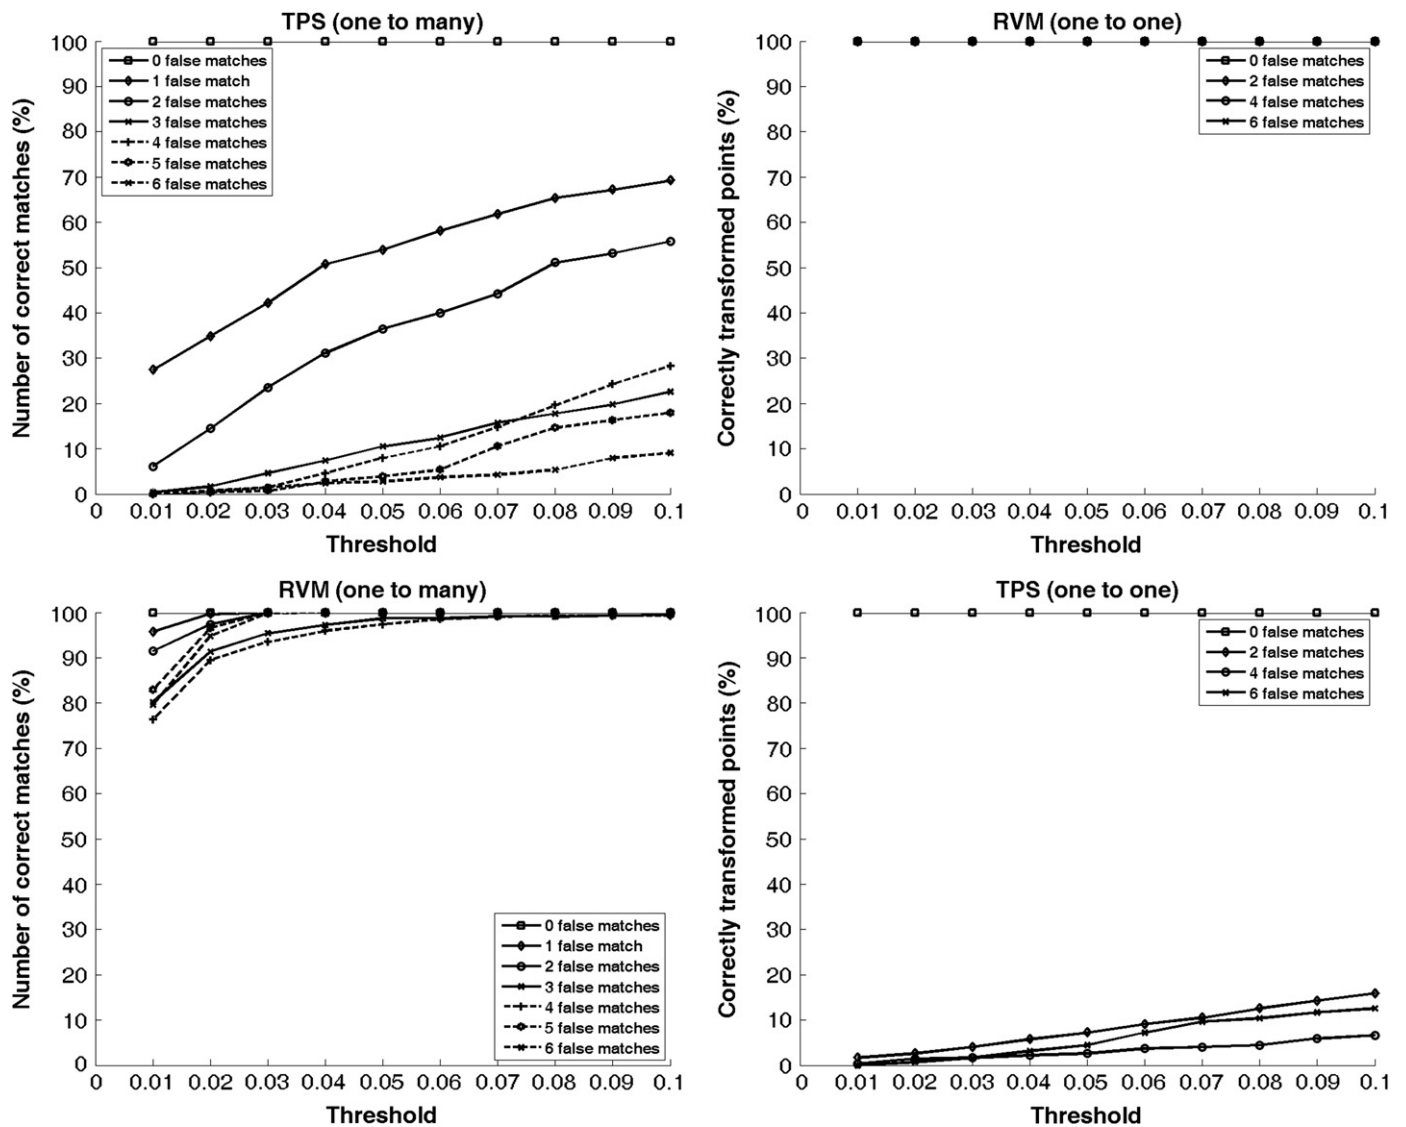 TPS (one to many)
Number of correct matches (%)
100
90
80
70
60
50
40
30
20
10
0
0 false matches
1 false match
2 false matches
3 false matches
4 false matches
5 false matches
6 false matches
0 0.01 0.02 0.03 0.04 0.05 0.06 0.07 0.08 0.09 0.1
Threshold
RVM (one to one)
Correctly transformed points (%)
100
90
80
70
60
50
40
30
20
10
0
0 false matches
2 false matches
4 false matches
6 false matches
0 0.01 0.02 0.03 0.04 0.05 0.06 0.07 0.08 0.09 0.1
Threshold
RVM (one to many)
Number of correct matches (%)
100
90
80
70
60
50
40
30
20
10
0
0 false matches
1 false match
2 false matches
3 false matches
4 false matches
5 false matches
6 false matches
0 0.01 0.02 0.03 0.04 0.05 0.06 0.07 0.08 0.09 0.1
Threshold
TPS (one to one)
Correctly transformed points (%)
100
90
80
70
60
50
40
30
20
10
0
0 false matches
2 false matches
4 false matches
6 false matches
0 0.01 0.02 0.03 0.04 0.05 0.06 0.07 0.08 0.09 0.1
Threshold